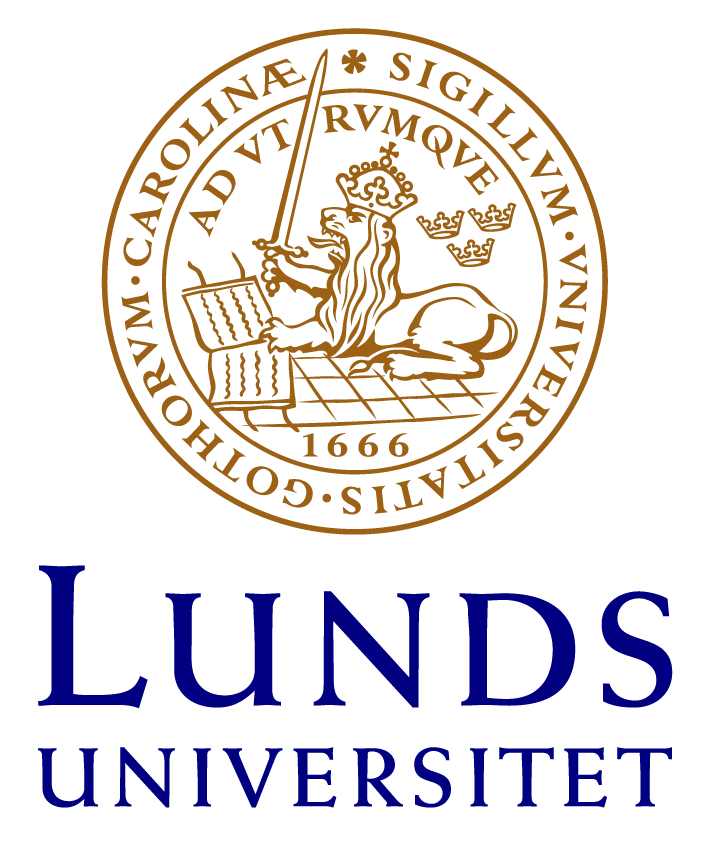 SIGILLVM · VNIVERSITATIS · GOTHORVM · CAROLINÆ
AD VTRVMQVE
1666
LUNDS
UNIVERSITET